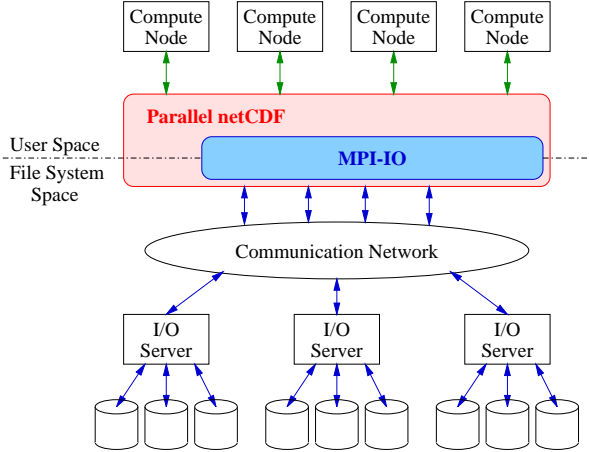 Compute
Node
Compute
Node
Compute
Node
Compute
Node
Parallel netCDF
User Space
MPI-IO
File System
Space
Communication Network
I/O
Server
I/O
Server
I/O
Server